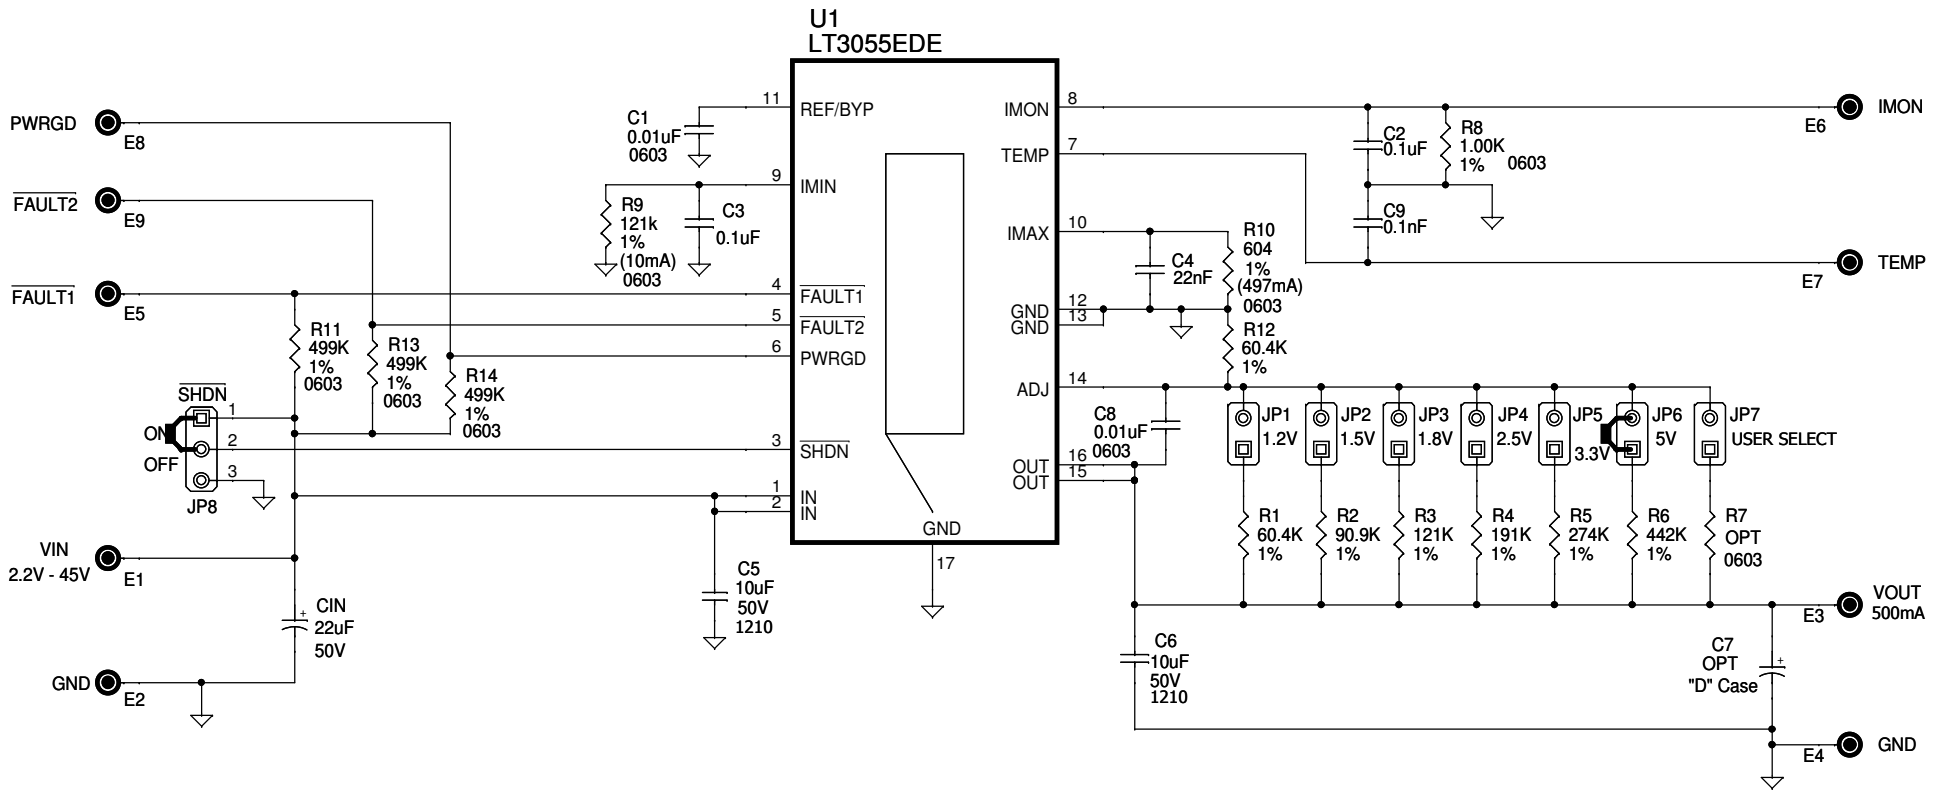 U1
LT3055EDE
PWRGD
E8
FAULT2
E9
FAULT1
E5
R11
499K
1%
0603
R13
499K
1%
0603
R14
499K
1%
0603
SHDN
1
2
3
ON
OFF
JP8
VIN
2.2V - 45V
E1
CIN
+
22uF
50V
GND
E2
C1
0.01uF
0603
R9
121k
1%
(10mA)
0603
C3
0.1uF
C5
10uF
50V
1210
11
REF/BYP
9
IMIN
4
FAULT1
5
FAULT2
6
PWRGD
3
SHDN
1
IN
2
IN
GND
17
IMON
8
TEMP
7
IMAX
10
GND
12
GND
13
ADJ
14
OUT
16
OUT
15
C2
0.1uF
R8
1.00K
1%
0603
C9
0.1nF
IMON
E6
TEMP
E7
C4
22nF
R10
604
1%
(497mA)
0603
R12
60.4K
1%
C8
0.01uF
0603
JP1
1.2V
JP2
1.5V
JP3
1.8V
JP4
2.5V
JP5
3.3V
JP6
5V
JP7
USER SELECT
R1
60.4K
1%
R2
90.9K
1%
R3
121K
1%
R4
191K
1%
R5
274K
1%
R6
442K
1%
R7
OPT
0603
VOUT
500mA
E3
C6
10uF
50V
1210
C7
OPT
"D" Case
+
GND
E4